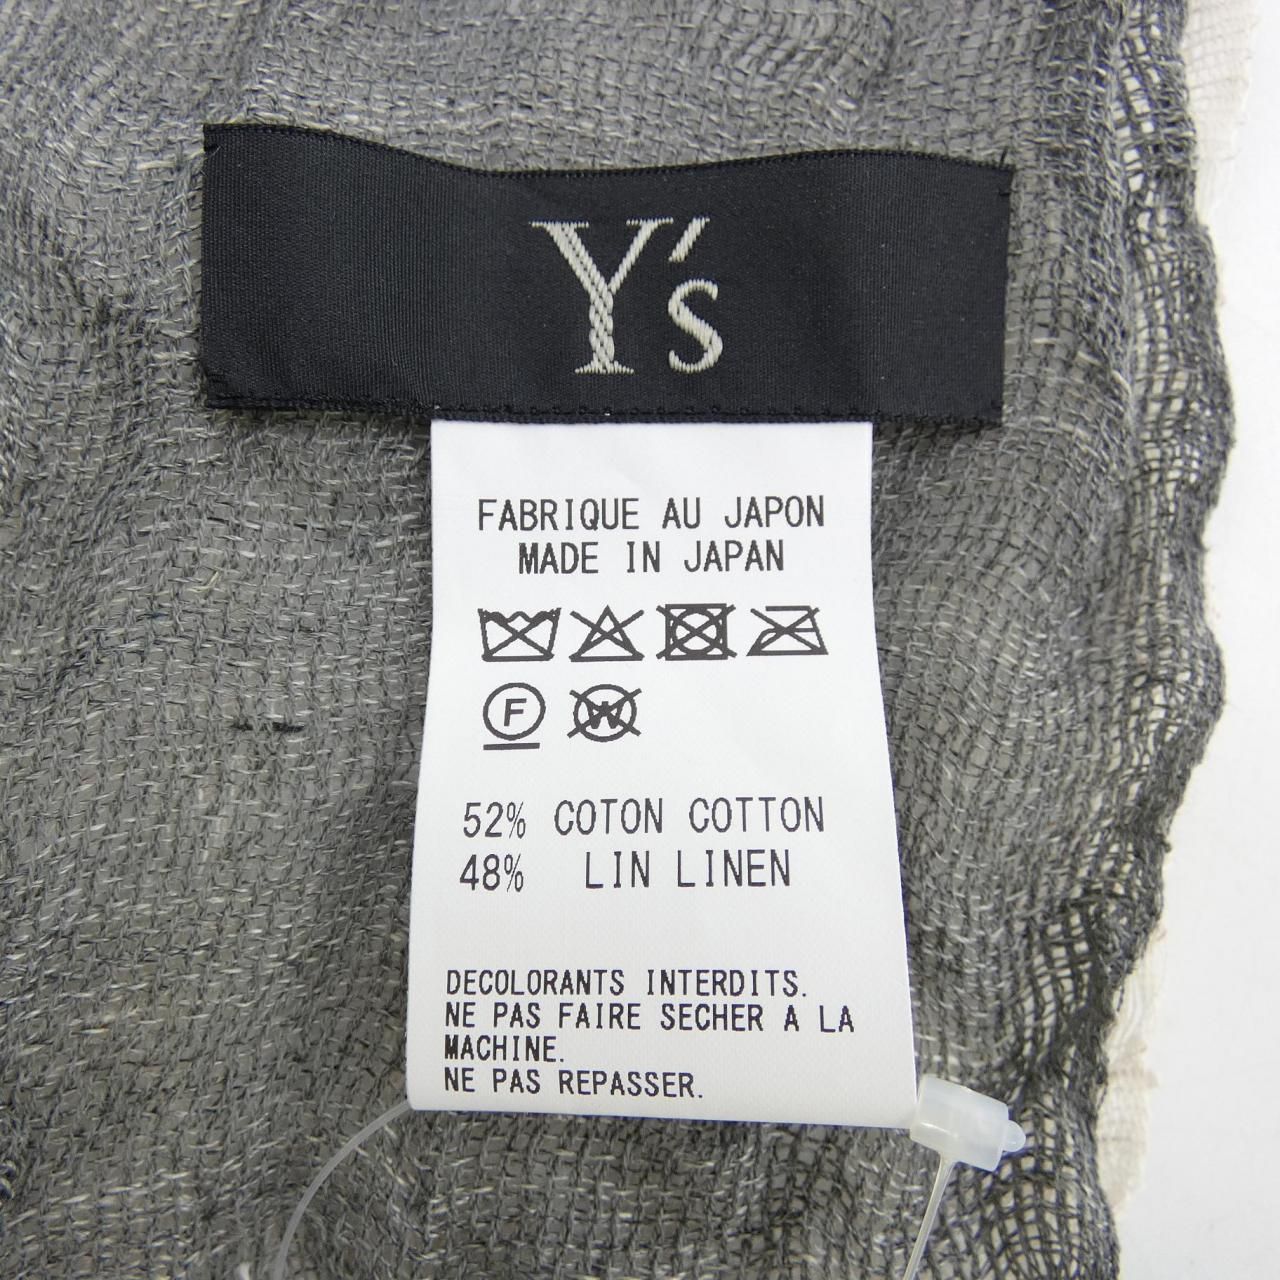 Y's
FABRIQUE AU JAPON
MADE IN JAPAN
F W
52% COTON COTTON
48% LIN LINEN
DECOLORANTS INTERDITS.
NE PAS FAIRE SECHER A LA
MACHINE.
NE PAS REPASSER.